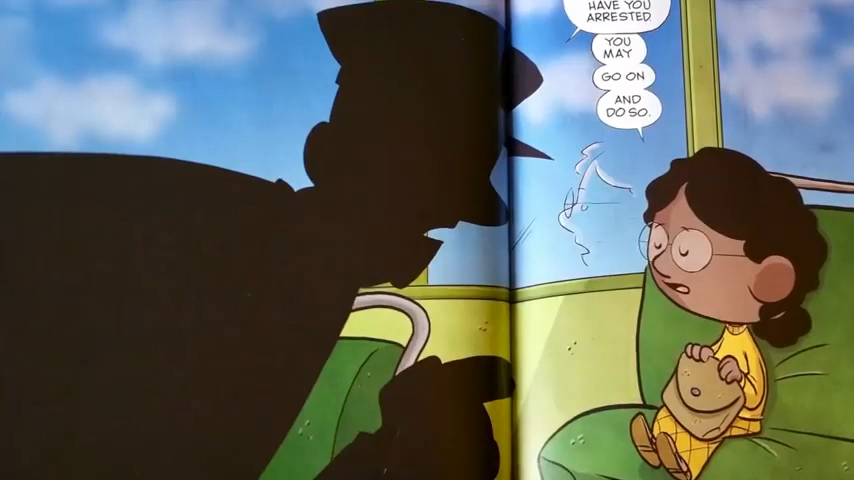 HAVE YOU
ARRESTED
YOU
MAY
GO ON
AND
DO SO.